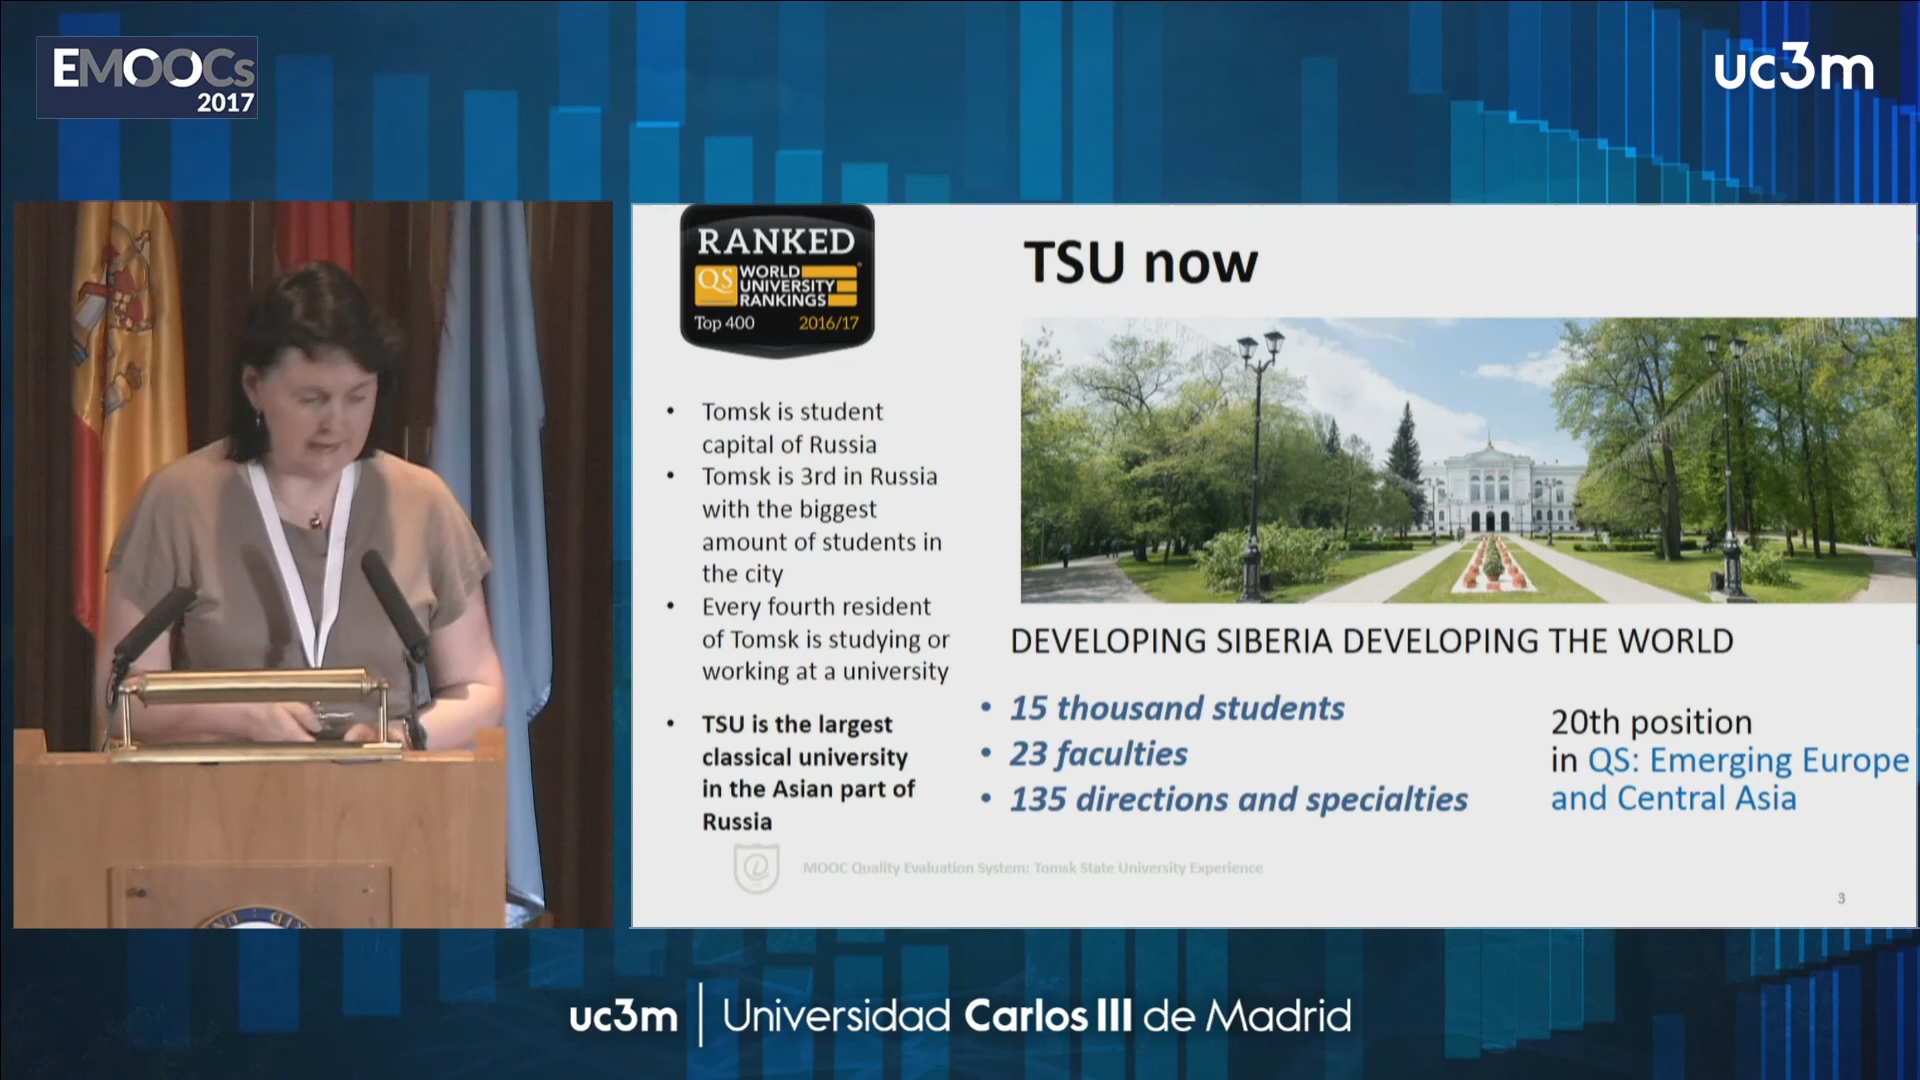 EMOOCs
2017
uc3m
RANKED
QS WORLD
UNIVERSITY
RANKINGS
Top 400 2016/17
TSU now
• Tomsk is student
capital of Russia
• Tomsk is 3rd in Russia
with the biggest
amount of students in
the city
• Every fourth resident
of Tomsk is studying or
working at a university
• TSU is the largest
classical university
in the Asian part of
Russia
DEVELOPING SIBERIA DEVELOPING THE WORLD
• 15 thousand students
• 23 faculties
• 135 directions and specialties
20th position
in QS: Emerging Europe
and Central Asia
MOOC Quality Evaluation System: Tomsk State University Experience
3
uc3m | Universidad Carlos III de Madrid